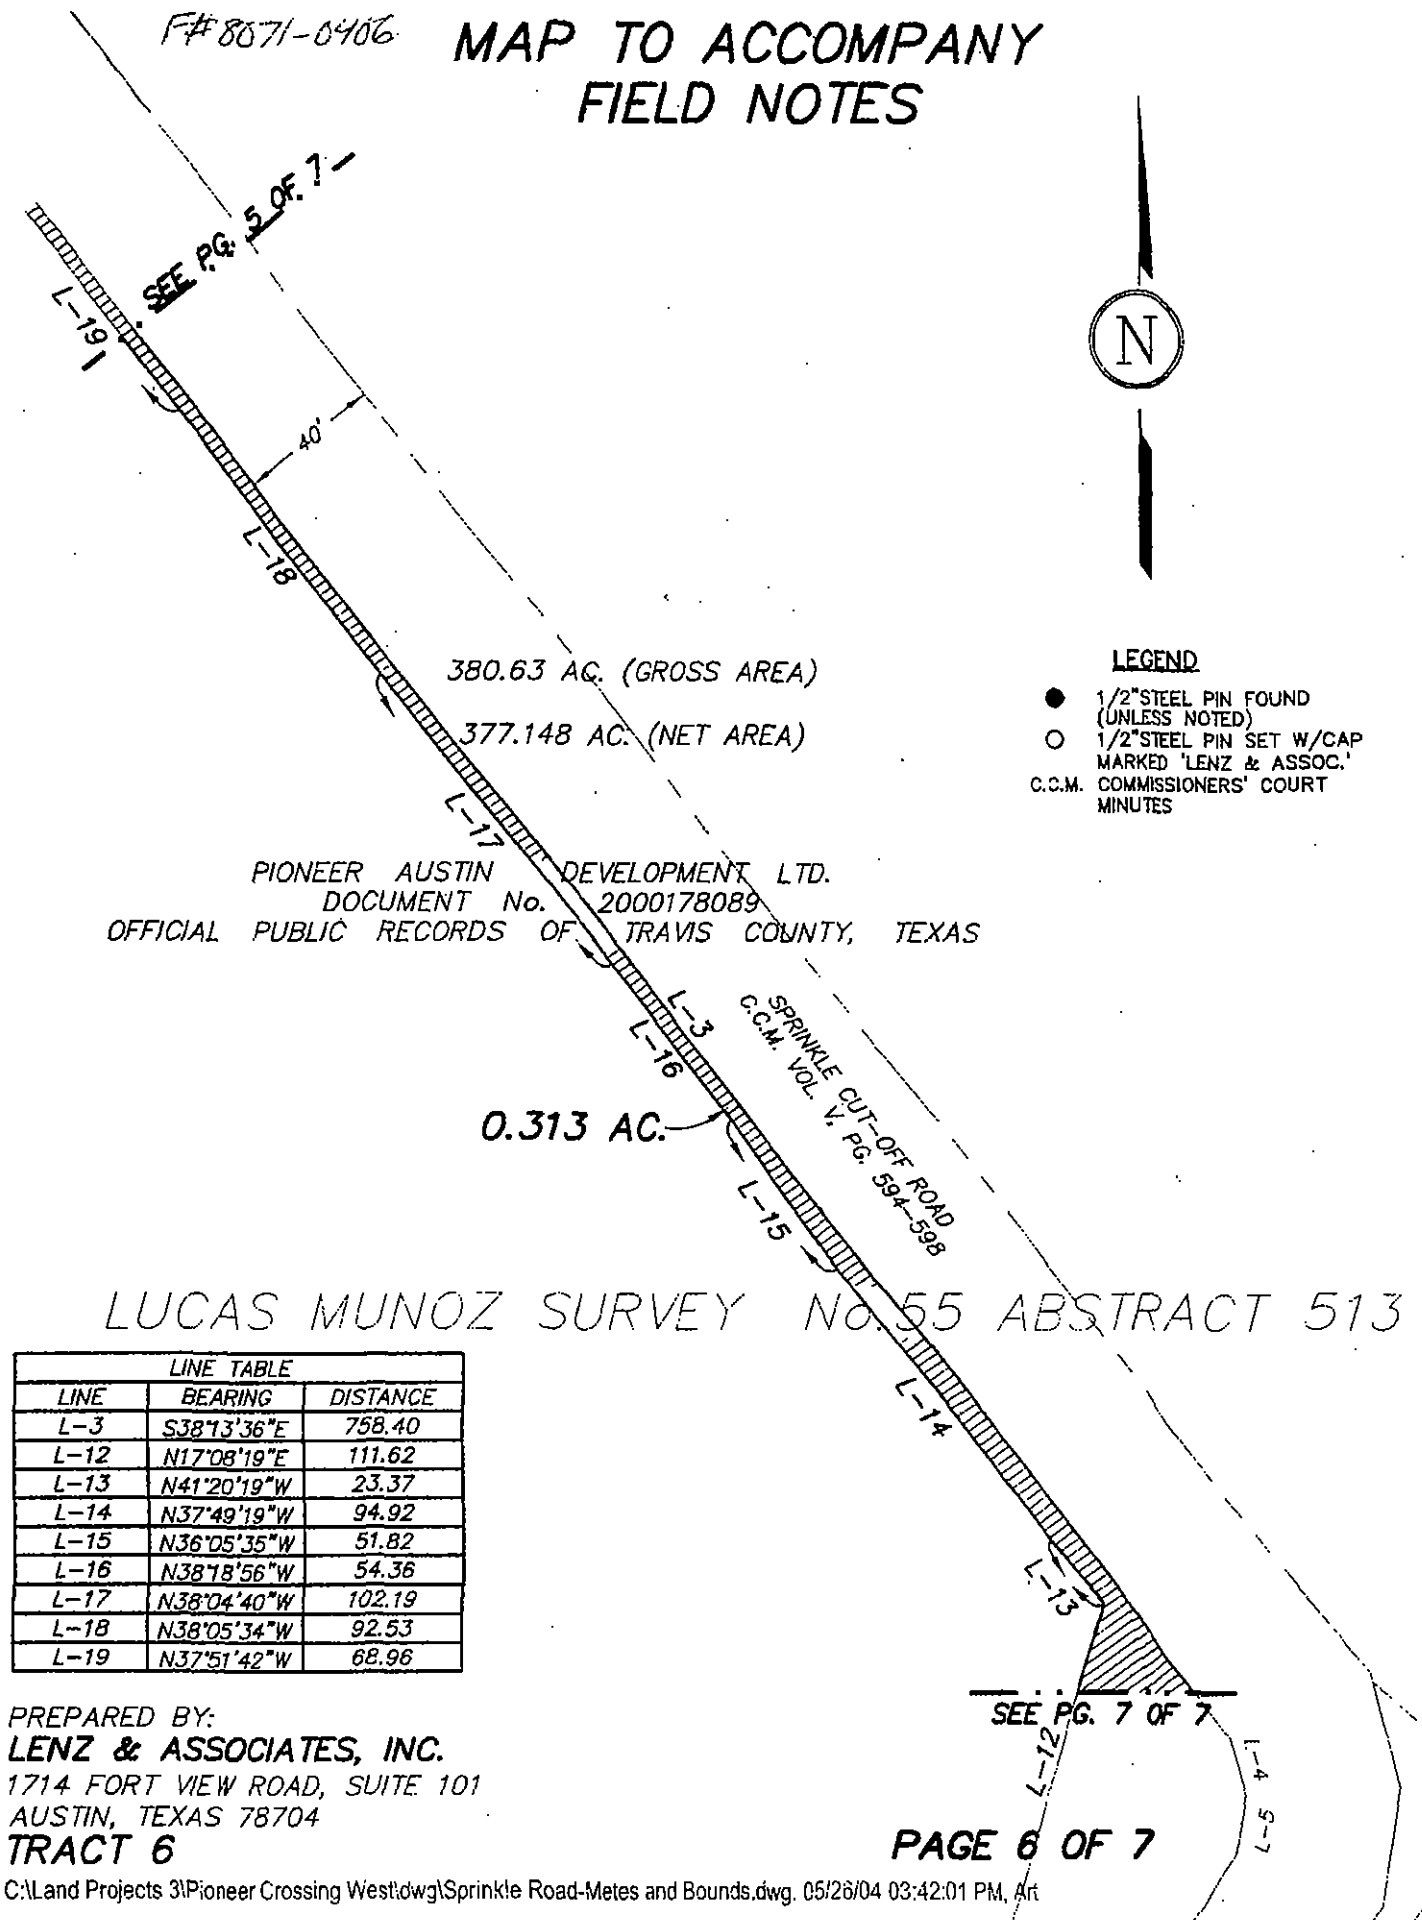 F#8071-0406
MAP TO ACCOMPANY
FIELD NOTES
SEE PG. 5 OF 7
L-19
40'
N
L-18
380.63 AC. (GROSS AREA)
377.148 AC. (NET AREA)
LEGEND
1/2"STEEL PIN FOUND
(UNLESS NOTED)
1/2"STEEL PIN SET W/CAP
MARKED 'LENZ & ASSOC.'
C.C.M. COMMISSIONERS' COURT
MINUTES
L-17
PIONEER AUSTIN DEVELOPMENT LTD.
DOCUMENT No. 2000178089
OFFICIAL PUBLIC RECORDS OF TRAVIS COUNTY, TEXAS
L-3
L-16
SPRINKLE CUT-OFF ROAD
C.C.M. VOL. V, PG. 594-598
0.313 AC.
L-15
LUCAS MUNOZ SURVEY No.55 ABSTRACT 513
L-14
LINE TABLE
LINE BEARING DISTANCE
L-3 S38°13'36"E 758.40
L-12 N17°08'19"E 111.62
L-13 N41°20'19"W 23.37
L-14 N37°49'19"W 94.92
L-15 N36°05'35"W 51.82
L-16 N38°18'56"W 54.36
L-17 N38°04'40"W 102.19
L-18 N38°05'34"W 92.53
L-19 N37°51'42"W 68.96
L-13
SEE PG. 7 OF 7
L-12
L-4
L-5
PREPARED BY:
LENZ & ASSOCIATES, INC.
1714 FORT VIEW ROAD, SUITE 101
AUSTIN, TEXAS 78704
TRACT 6
PAGE 6 OF 7
C:\Land Projects 3\Pioneer Crossing West\dwg\Sprinkle Road-Metes and Bounds.dwg, 05/26/04 03:42:01 PM, Art